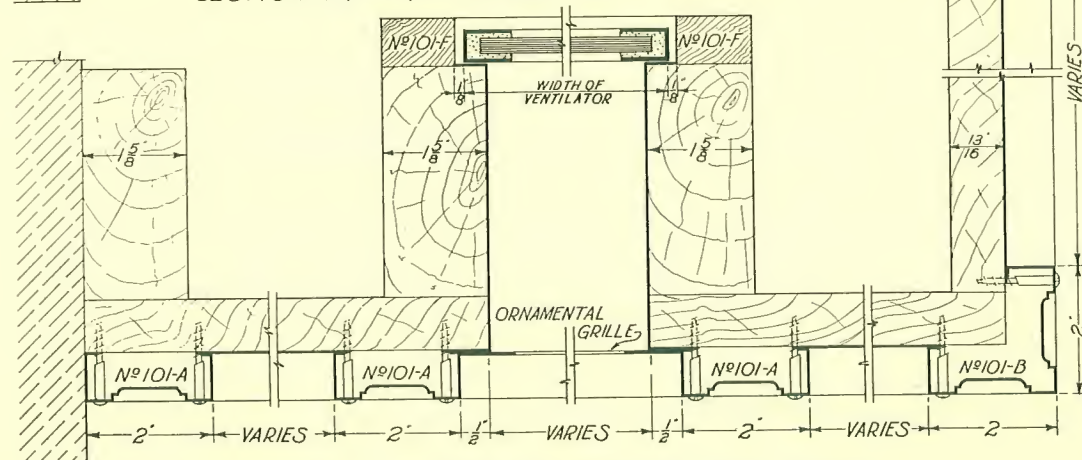 Nº101-F
Nº101-F
1"
8
WIDTH OF
VENTILATOR
1"
8
VARIES
1 5"
8
1 5"
8
1 5"
8
13"
16
ORNAMENTAL
GRILLE
2"
Nº101-A
Nº101-A
Nº101-A
Nº101-B
2"
VARIES
2"
1"
2
VARIES
1"
2
2"
VARIES
2